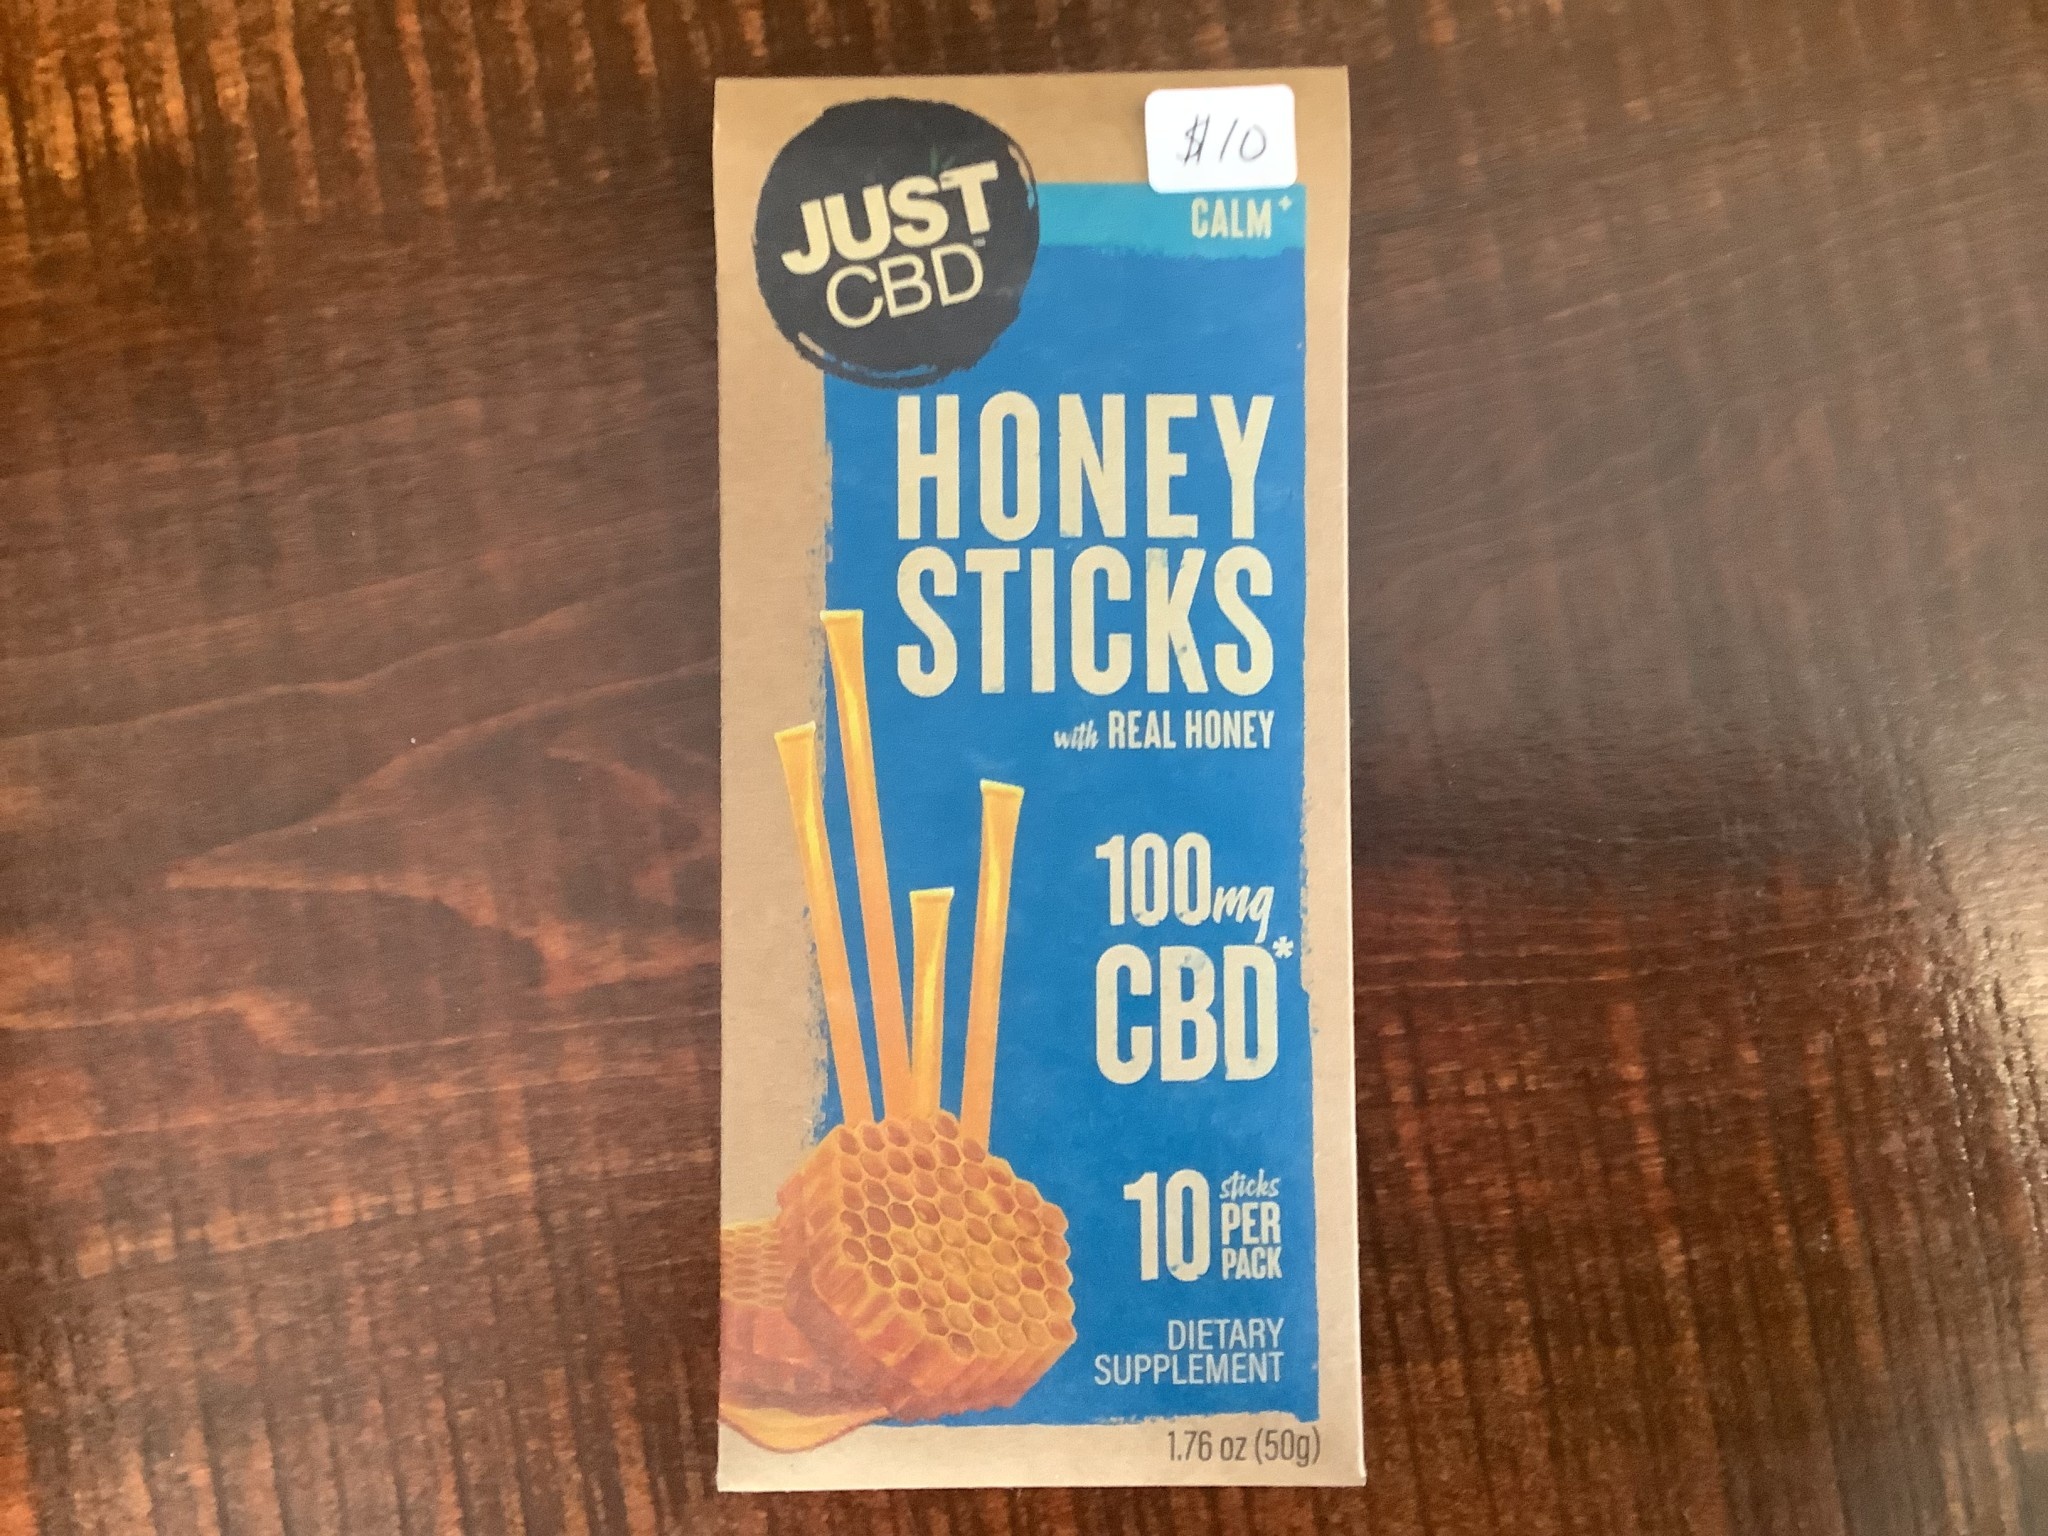 $10
JUST
CBD™
CALM+
HONEY
STICKS
with REAL HONEY
100mg
CBD*
10 sticks
PER
PACK
DIETARY
SUPPLEMENT
1.76 oz (50g)